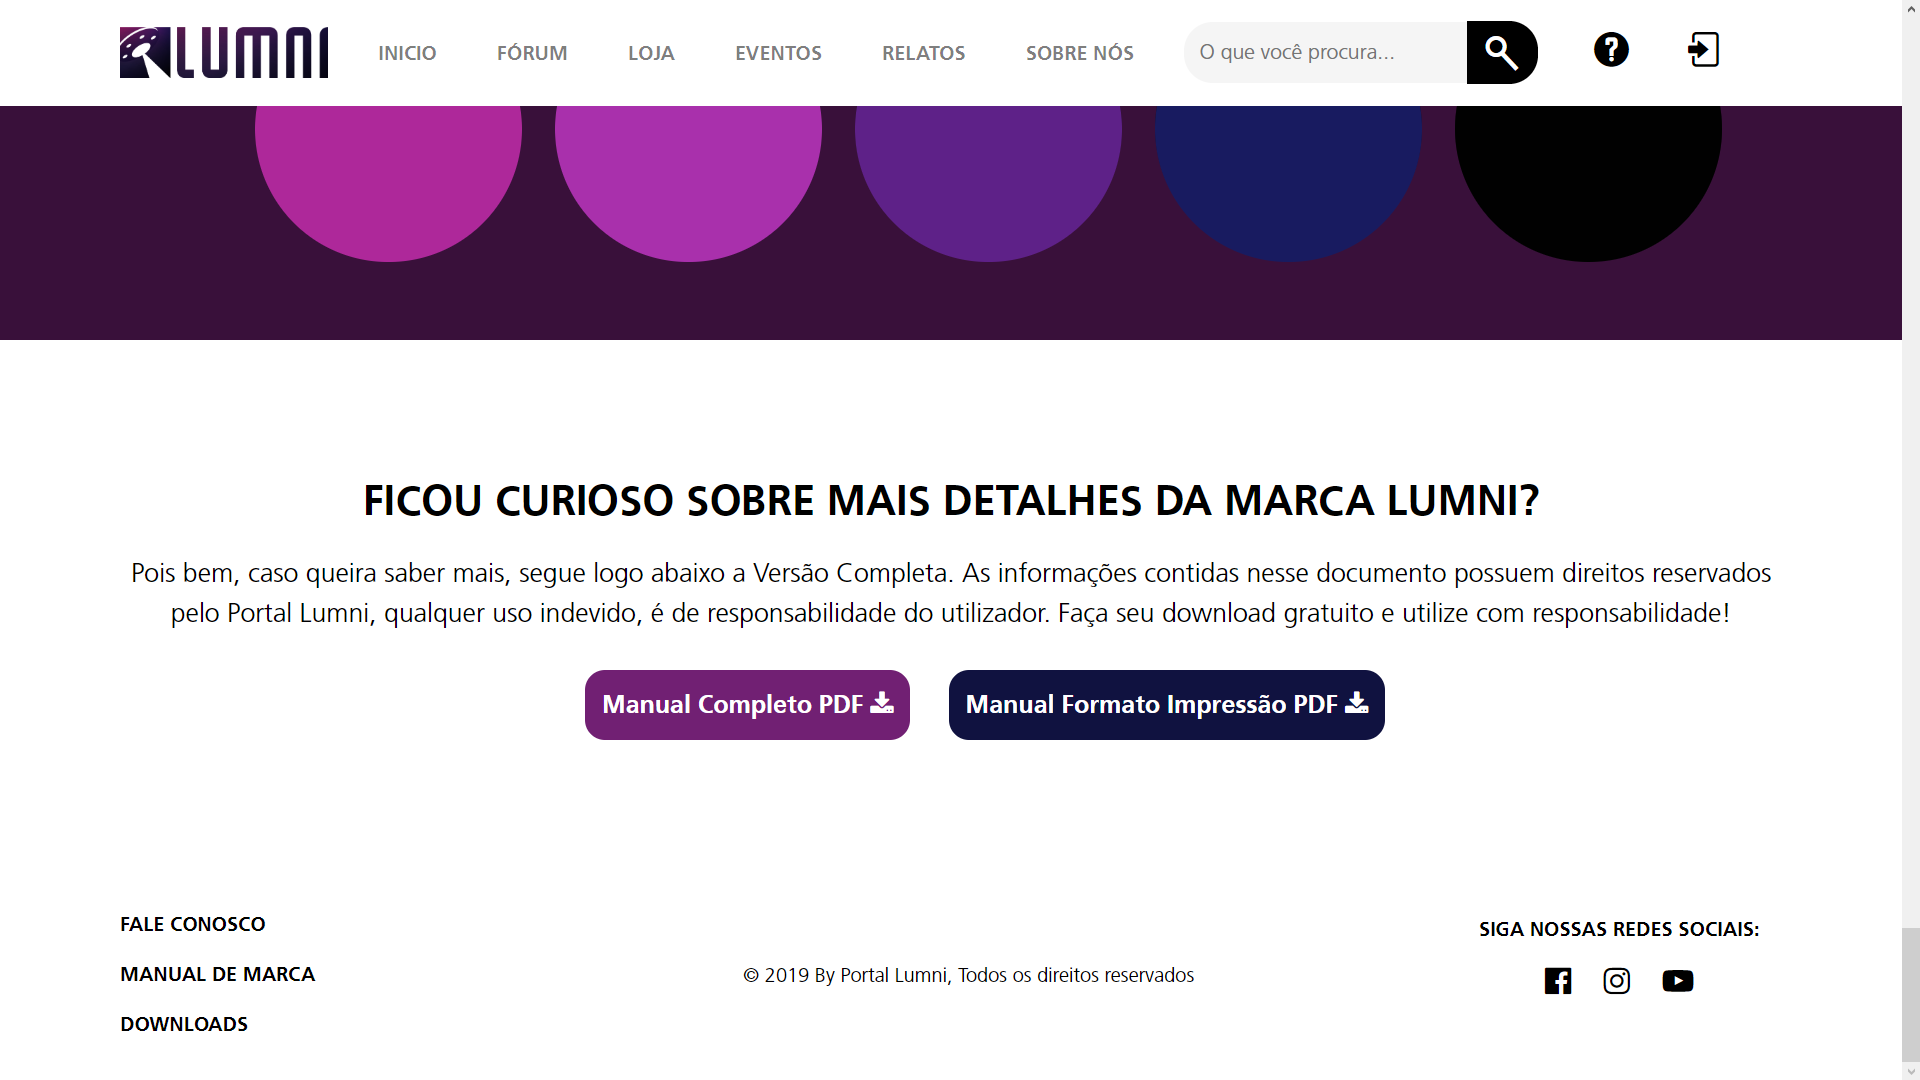 LUMNI
INICIO
FÓRUM
LOJA
EVENTOS
RELATOS
SOBRE NÓS
O que você procura...
FICOU CURIOSO SOBRE MAIS DETALHES DA MARCA LUMNI?
Pois bem, caso queira saber mais, segue logo abaixo a Versão Completa. As informações contidas nesse documento possuem direitos reservados
pelo Portal Lumni, qualquer uso indevido, é de responsabilidade do utilizador. Faça seu download gratuito e utilize com responsabilidade!
Manual Completo PDF
Manual Formato Impressão PDF
FALE CONOSCO
MANUAL DE MARCA
DOWNLOADS
© 2019 By Portal Lumni, Todos os direitos reservados
SIGA NOSSAS REDES SOCIAIS: